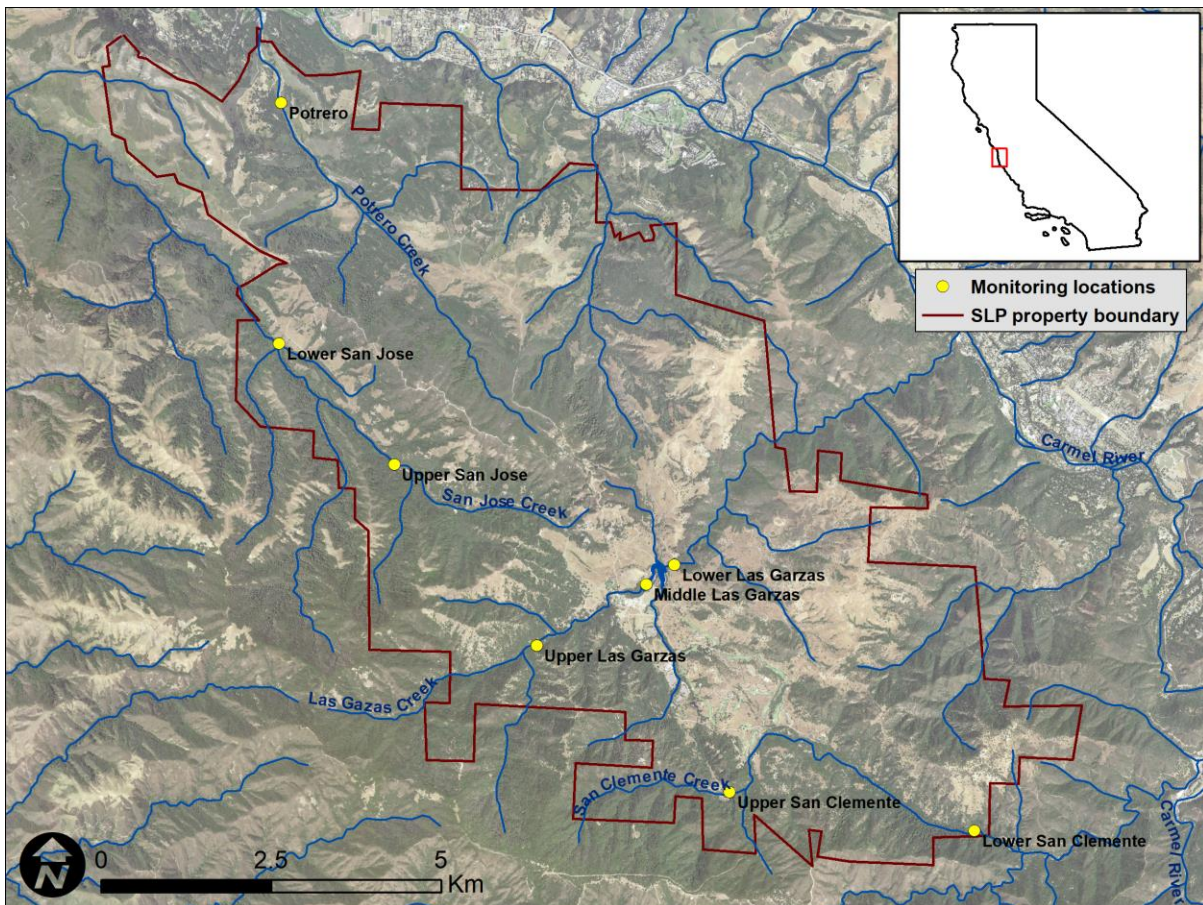 Potrero
Potrero Creek
Monitoring locations
SLP property boundary
Lower San Jose
Carmel River
Upper San Jose
San Jose Creek
Lower Las Garzas
Middle Las Garzas
Upper Las Garzas
Las Gazas Creek
San Clemente Creek
Upper San Clemente
Lower San Clemente
Carmel River
N
0 2.5 5
Km